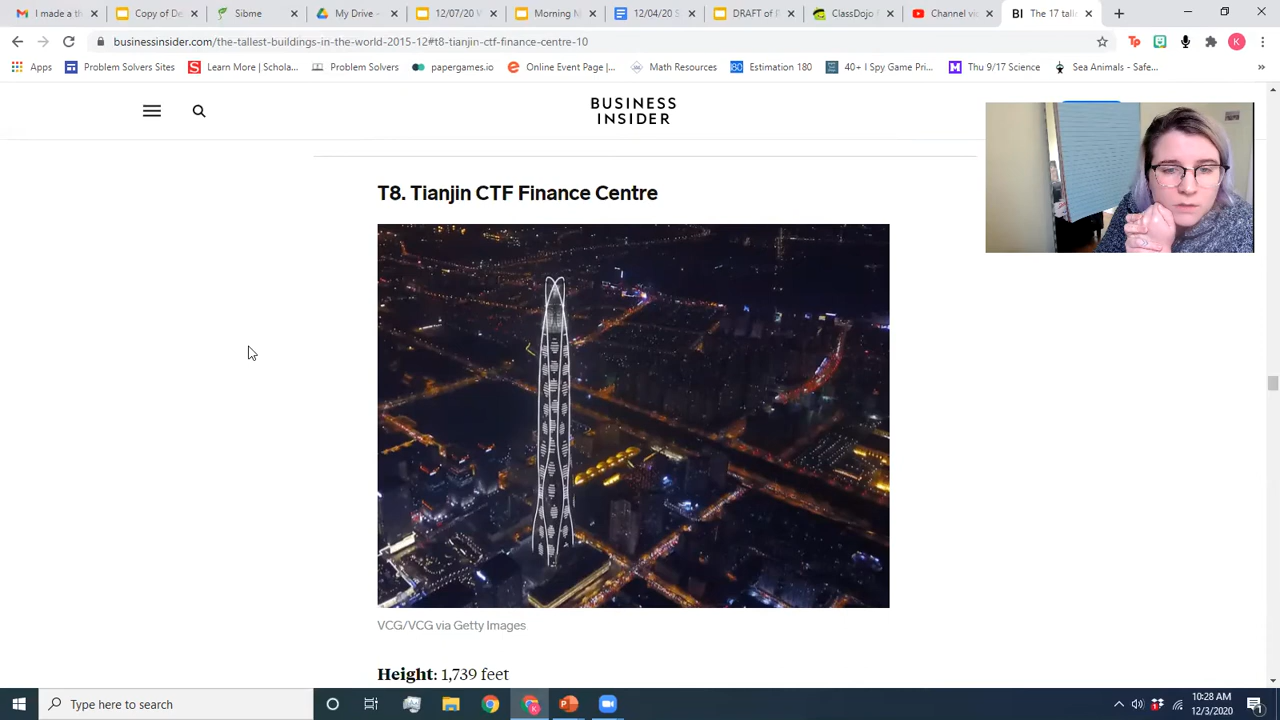 I made a th
Copy of De
Sibme
My Drive –
12/07/20 W
Morning N
12/04/20 S
DRAFT of P
ClassDojo f
Channel vi
BI The 17 tall
businessinsider.com/the-tallest-buildings-in-the-world-2015-12#t8-tianjin-ctf-finance-centre-10
Apps
Problem Solvers Sites
Learn More | Schola...
Problem Solvers
papergames.io
Online Event Page |...
Math Resources
Estimation 180
40+ I Spy Game Pri...
Thu 9/17 Science
Sea Animals - Safe...
BUSINESS
INSIDER
T8. Tianjin CTF Finance Centre
VCG/VCG via Getty Images
Height: 1,739 feet
Type here to search
10:28 AM
12/3/2020